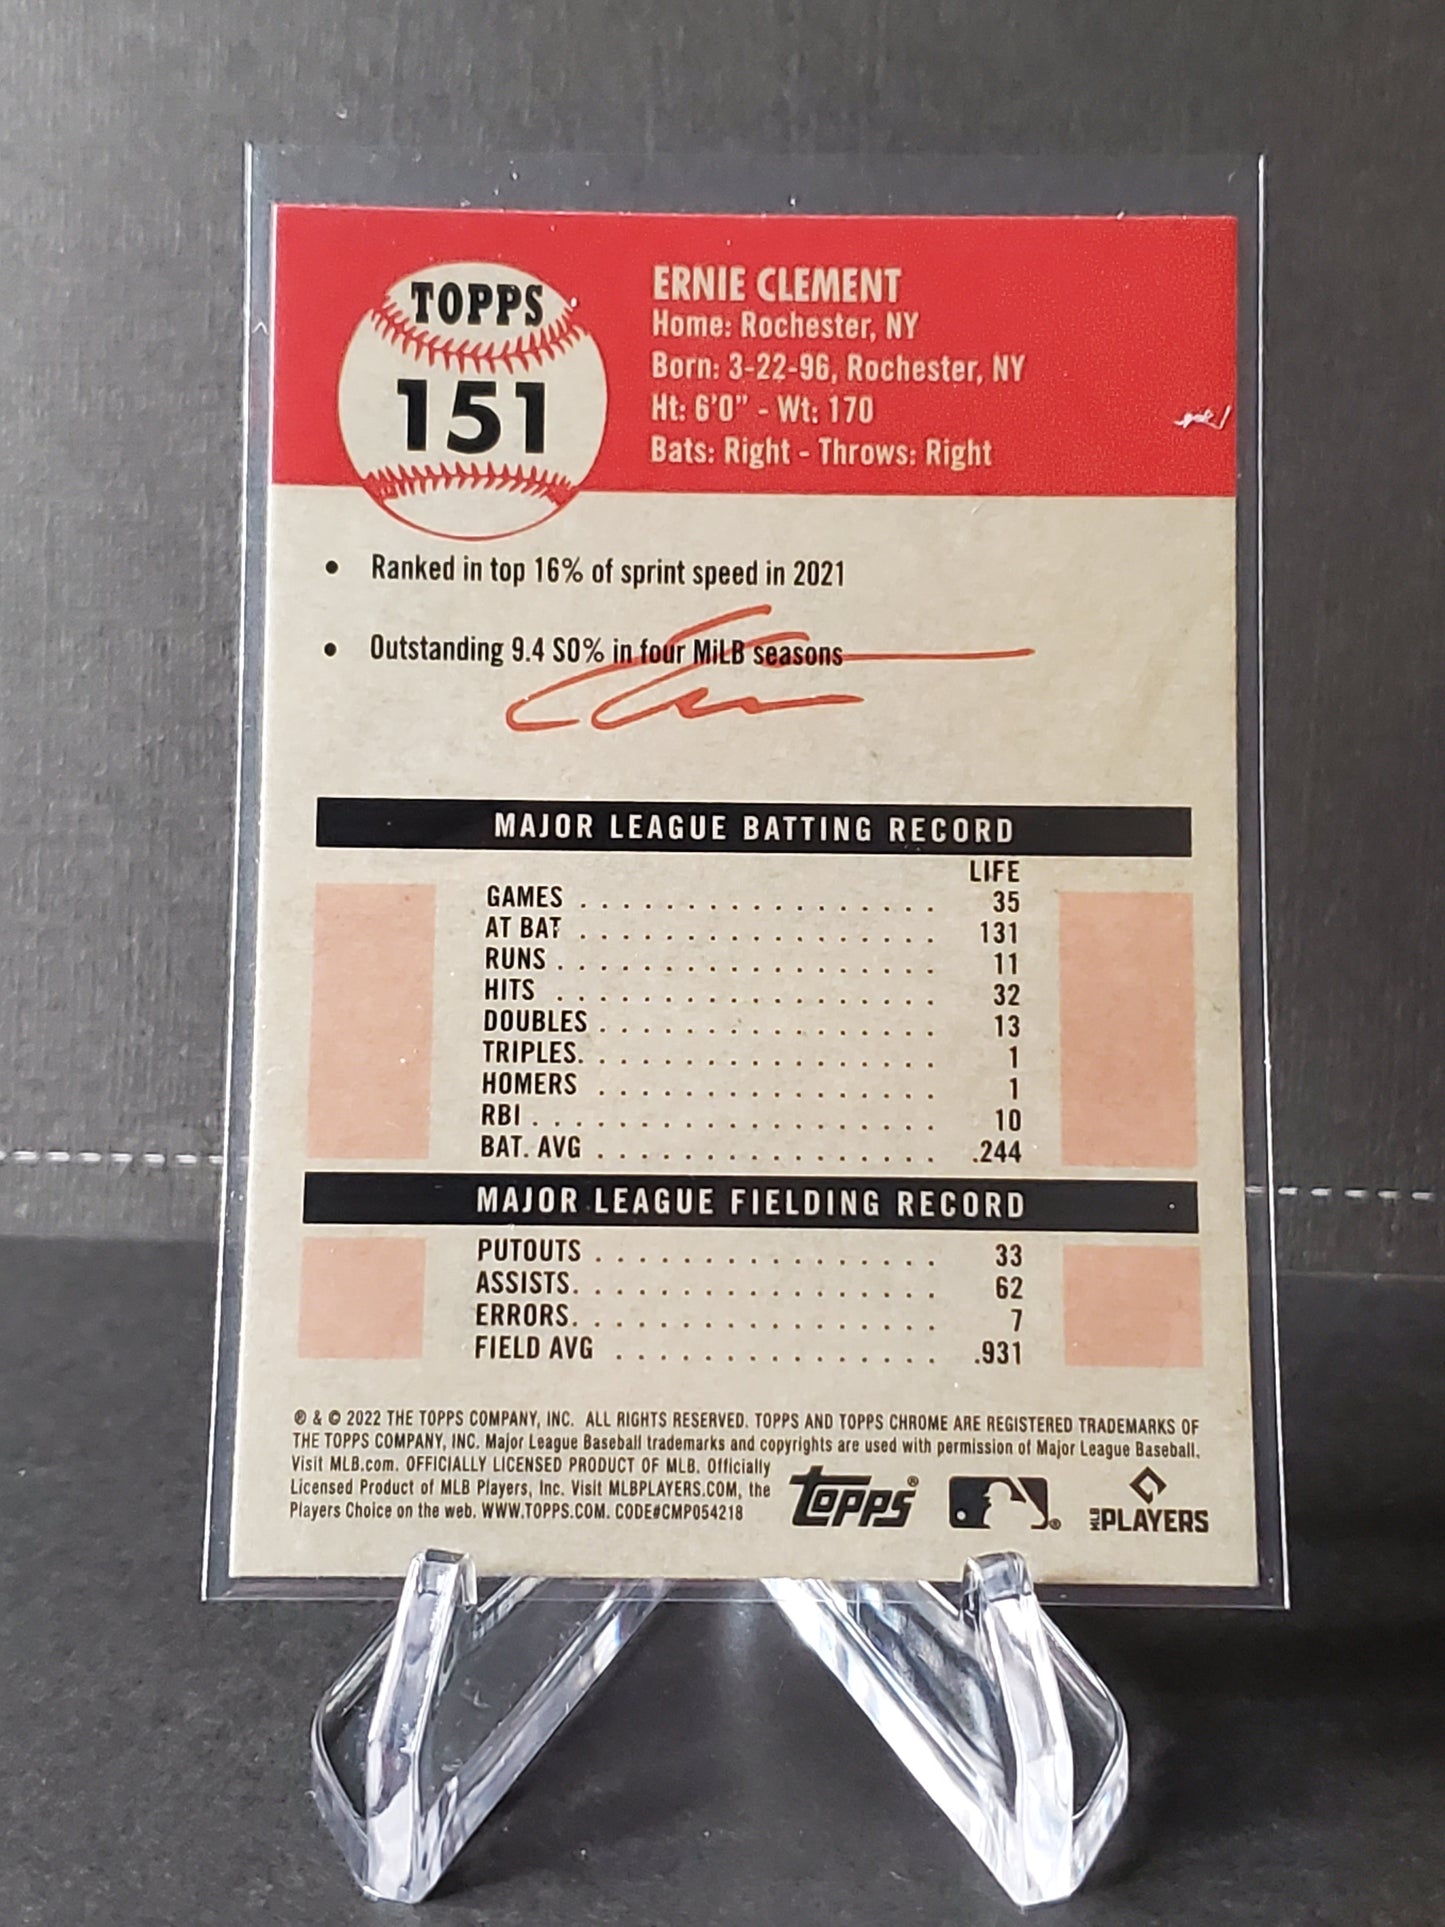 TOPPS
151
ERNIE CLEMENT
Home: Rochester, NY
Born: 3-22-96, Rochester, NY
Ht: 6'0" - Wt: 170
Bats: Right - Throws: Right
• Ranked in top 16% of sprint speed in 2021
• Outstanding 9.4 SO% in four MiLB seasons
MAJOR LEAGUE BATTING RECORD
LIFE
GAMES . . . . . . . . . . . . . . . . . 35
AT BAT . . . . . . . . . . . . . . . . . 131
RUNS . . . . . . . . . . . . . . . . . . 11
HITS . . . . . . . . . . . . . . . . . . 32
DOUBLES . . . . . . . . . . . . . . . . 13
TRIPLES. . . . . . . . . . . . . . . . . 1
HOMERS . . . . . . . . . . . . . . . . 1
RBI . . . . . . . . . . . . . . . . . . . 10
BAT. AVG . . . . . . . . . . . . . . . . .244
MAJOR LEAGUE FIELDING RECORD
PUTOUTS . . . . . . . . . . . . . . . . 33
ASSISTS. . . . . . . . . . . . . . . . . 62
ERRORS. . . . . . . . . . . . . . . . . 7
FIELD AVG . . . . . . . . . . . . . . . .931
® & © 2022 THE TOPPS COMPANY, INC. ALL RIGHTS RESERVED. TOPPS AND TOPPS CHROME ARE REGISTERED TRADEMARKS OF
THE TOPPS COMPANY, INC. Major League Baseball trademarks and copyrights are used with permission of Major League Baseball.
Visit MLB.com. OFFICIALLY LICENSED PRODUCT OF MLB. Officially
Licensed Product of MLB Players, Inc. Visit MLBPLAYERS.COM, the
Players Choice on the web. WWW.TOPPS.COM. CODE#CMP054218
Topps®
®
MLB PLAYERS